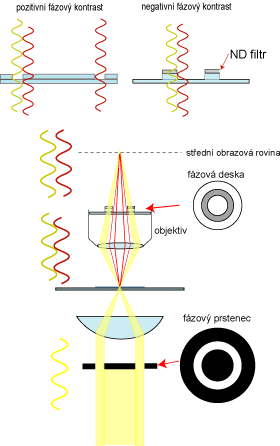 pozitivní fázový kontrast
negativní fázový kontrast
ND filtr
střední obrazová rovina
fázová deska
objektiv
fázový prstenec